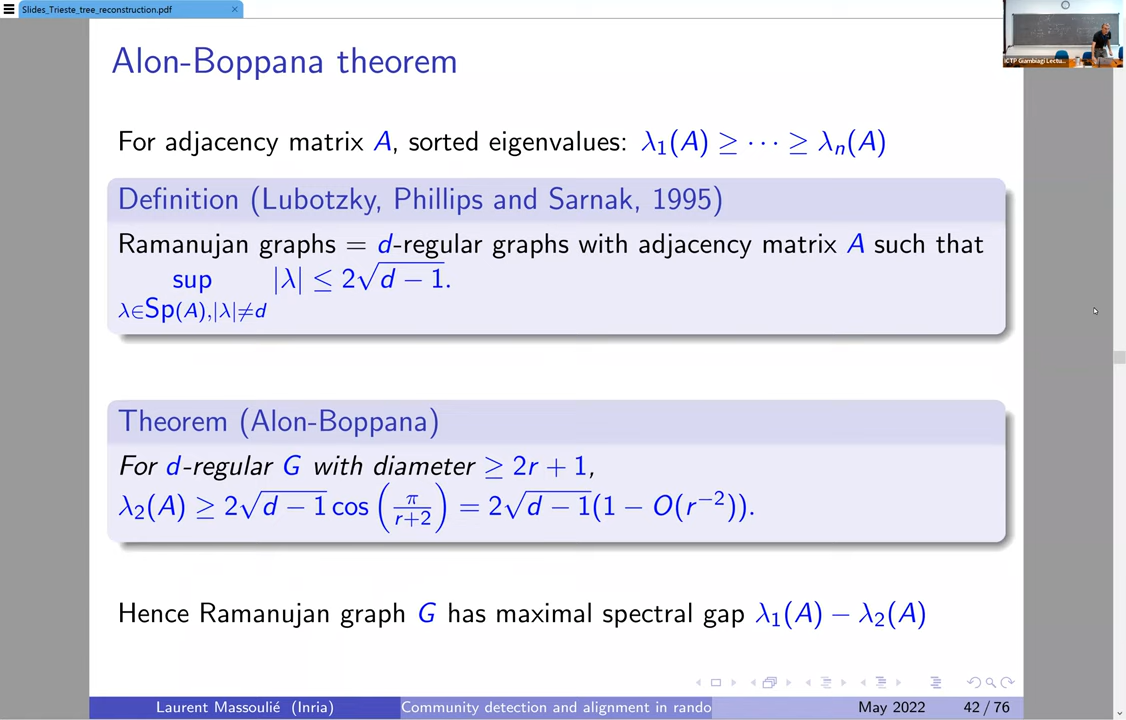 Slides_Trieste_tree_reconstruction.pdf
ICTP Giambiagi Lectu...
Alon-Boppana theorem
For adjacency matrix A, sorted eigenvalues: λ₁(A) ≥ ··· ≥ λₙ(A)
Definition (Lubotzky, Phillips and Sarnak, 1995)
Ramanujan graphs = d-regular graphs with adjacency matrix A such that
sup |λ| ≤ 2√(d − 1).
λ∈Sp(A),|λ|≠d
Theorem (Alon-Boppana)
For d-regular G with diameter ≥ 2r + 1,
λ₂(A) ≥ 2√(d − 1) cos(π/(r+2)) = 2√(d − 1)(1 − O(r⁻²)).
Hence Ramanujan graph G has maximal spectral gap λ₁(A) − λ₂(A)
Laurent Massoulié (Inria) Community detection and alignment in rando May 2022 42 / 76